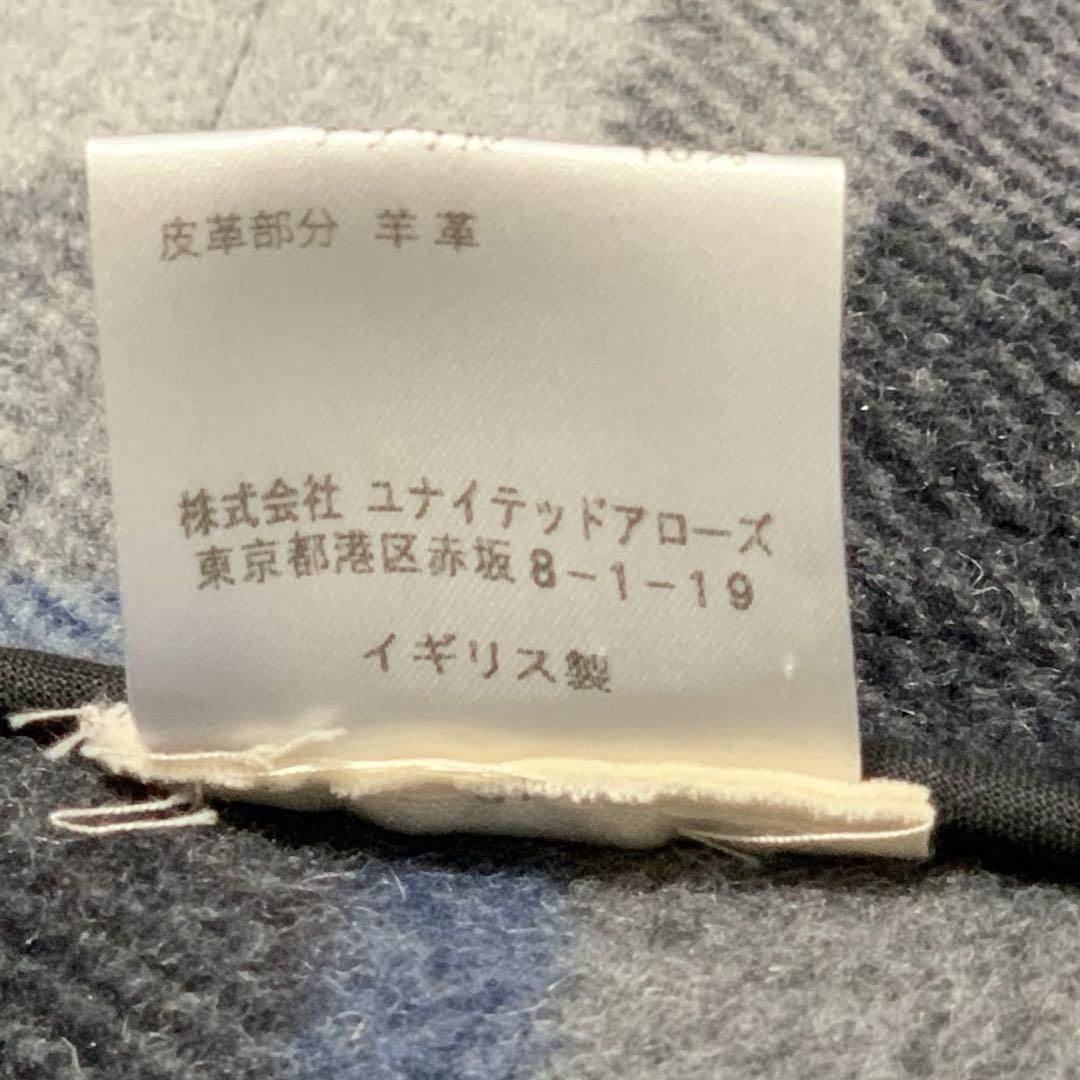 皮革部分 羊革
株式会社 ユナイテッドアローズ
東京都港区赤坂8-1-19
イギリス製